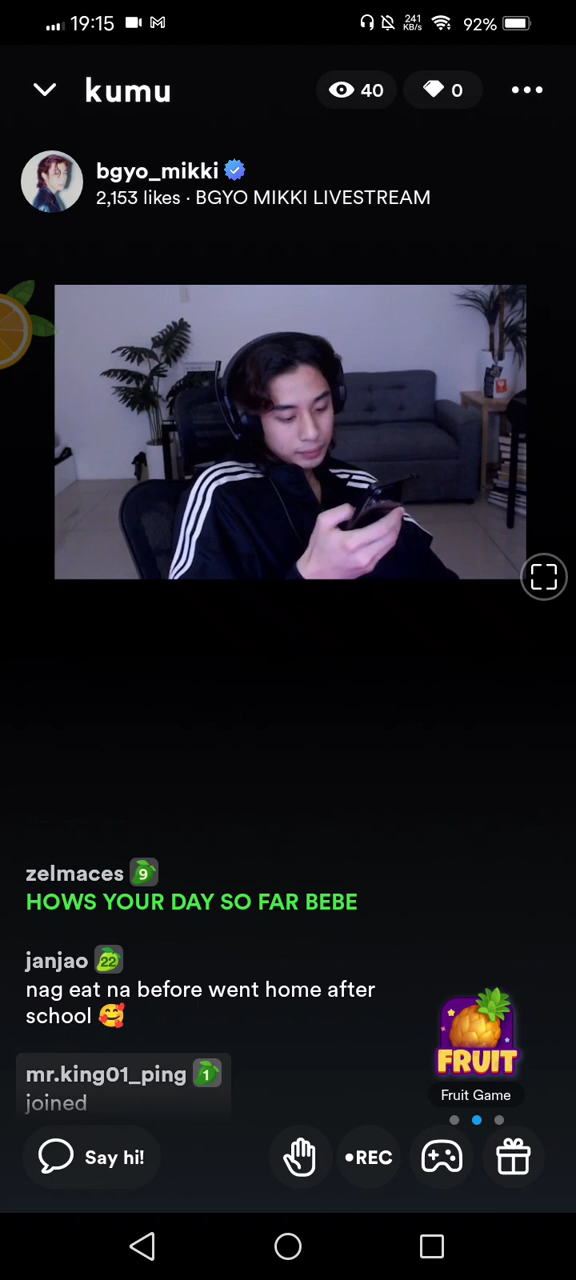 19:15
241
KB/s
92%
kumu
40
0
bgyo_mikki
2,153 likes · BGYO MIKKI LIVESTREAM
zelmaces 9
HOWS YOUR DAY SO FAR BEBE
janjao 22
nag eat na before went home after
school 🥰
mr.king01_ping 1
joined
FRUIT
Fruit Game
Say hi!
•REC